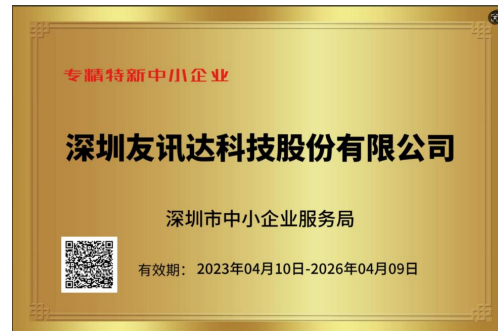 专精特新中小企业
深圳友讯达科技股份有限公司
深圳市中小企业服务局
有效期: 2023年04月10日-2026年04月09日